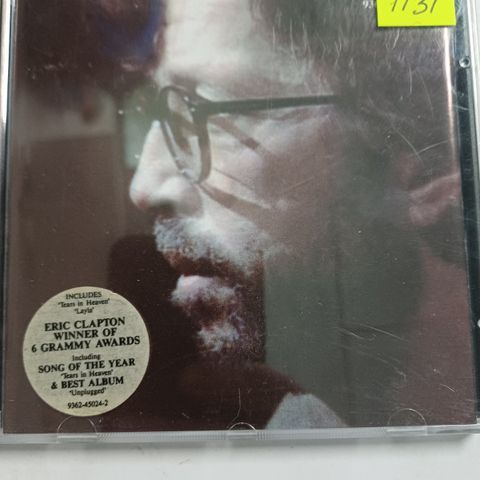 1131
INCLUDES
'Tears in Heaven'
'Layla'
ERIC CLAPTON
WINNER OF
6 GRAMMY AWARDS
Including
SONG OF THE YEAR
'Tears in Heaven'
& BEST ALBUM
'Unplugged'
9362-45024-2